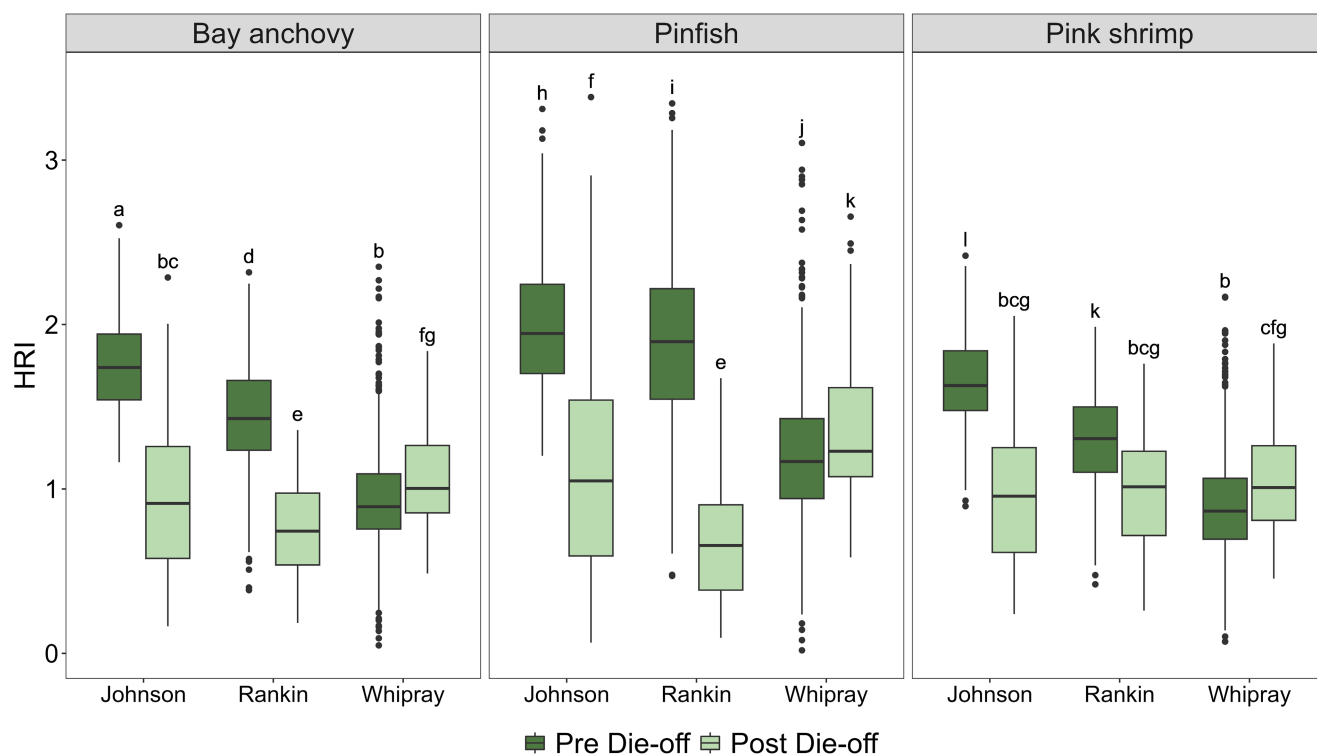 Bay anchovy Pinfish Pink shrimp
HRI
3
2
1
0
a bc d e b fg
h f i e j k
l bcg k bcg b cfg
Johnson Rankin Whipray Johnson Rankin Whipray Johnson Rankin Whipray
Pre Die-off Post Die-off